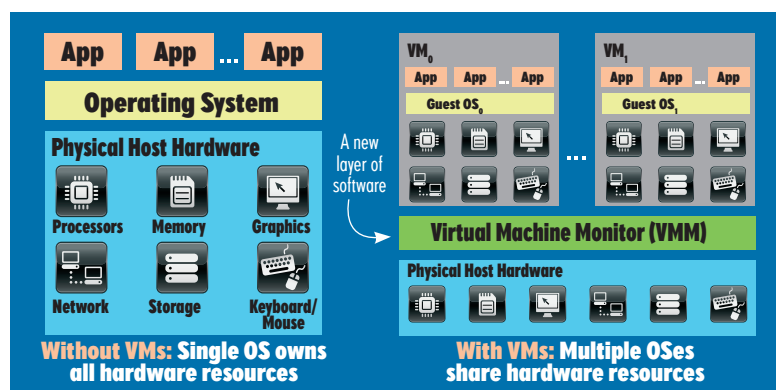 App App ... App
Operating System
Physical Host Hardware
Processors Memory Graphics
Network Storage Keyboard/
Mouse
Without VMs: Single OS owns
all hardware resources
A new
layer of
software
VM0
App App ... App
Guest OS0
...
VM1
App App ... App
Guest OS1
Virtual Machine Monitor (VMM)
Physical Host Hardware
With VMs: Multiple OSes
share hardware resources